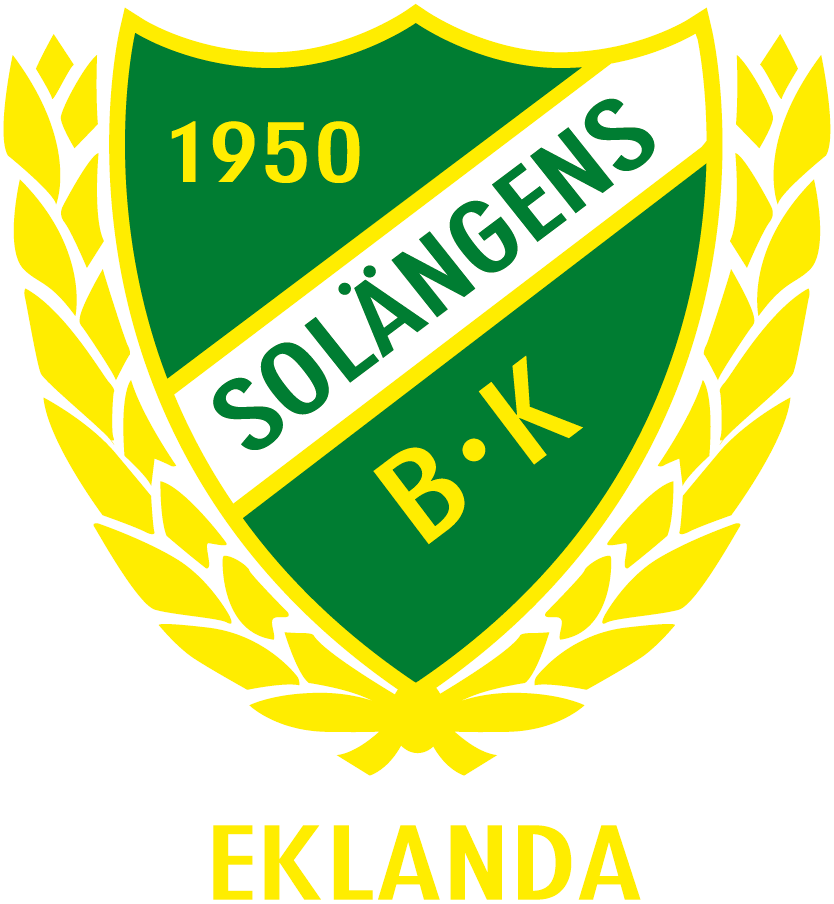 1950
SOLÄNGENS
B·K
EKLANDA